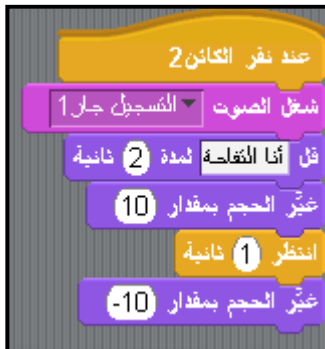 عند نقر الكائن2
شغل الصوت التسجيل جار1
قل أنا التفاحة لمدة 2 ثانية
غيّر الحجم بمقدار 10
انتظر 1 ثانية
غيّر الحجم بمقدار -10